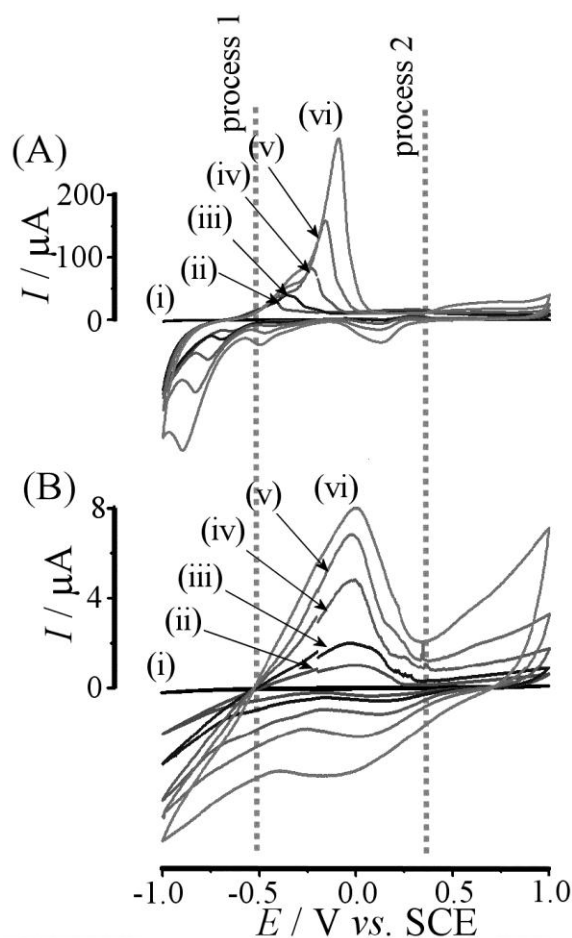 process 1
process 2
(A)
(vi)
(v)
(iv)
(iii)
(ii)
(i)
I / μA
200
100
0
(B)
(vi)
(v)
(iv)
(iii)
(ii)
(i)
I / μA
8
4
0
-1.0 -0.5 0.0 0.5 1.0
E / V vs. SCE